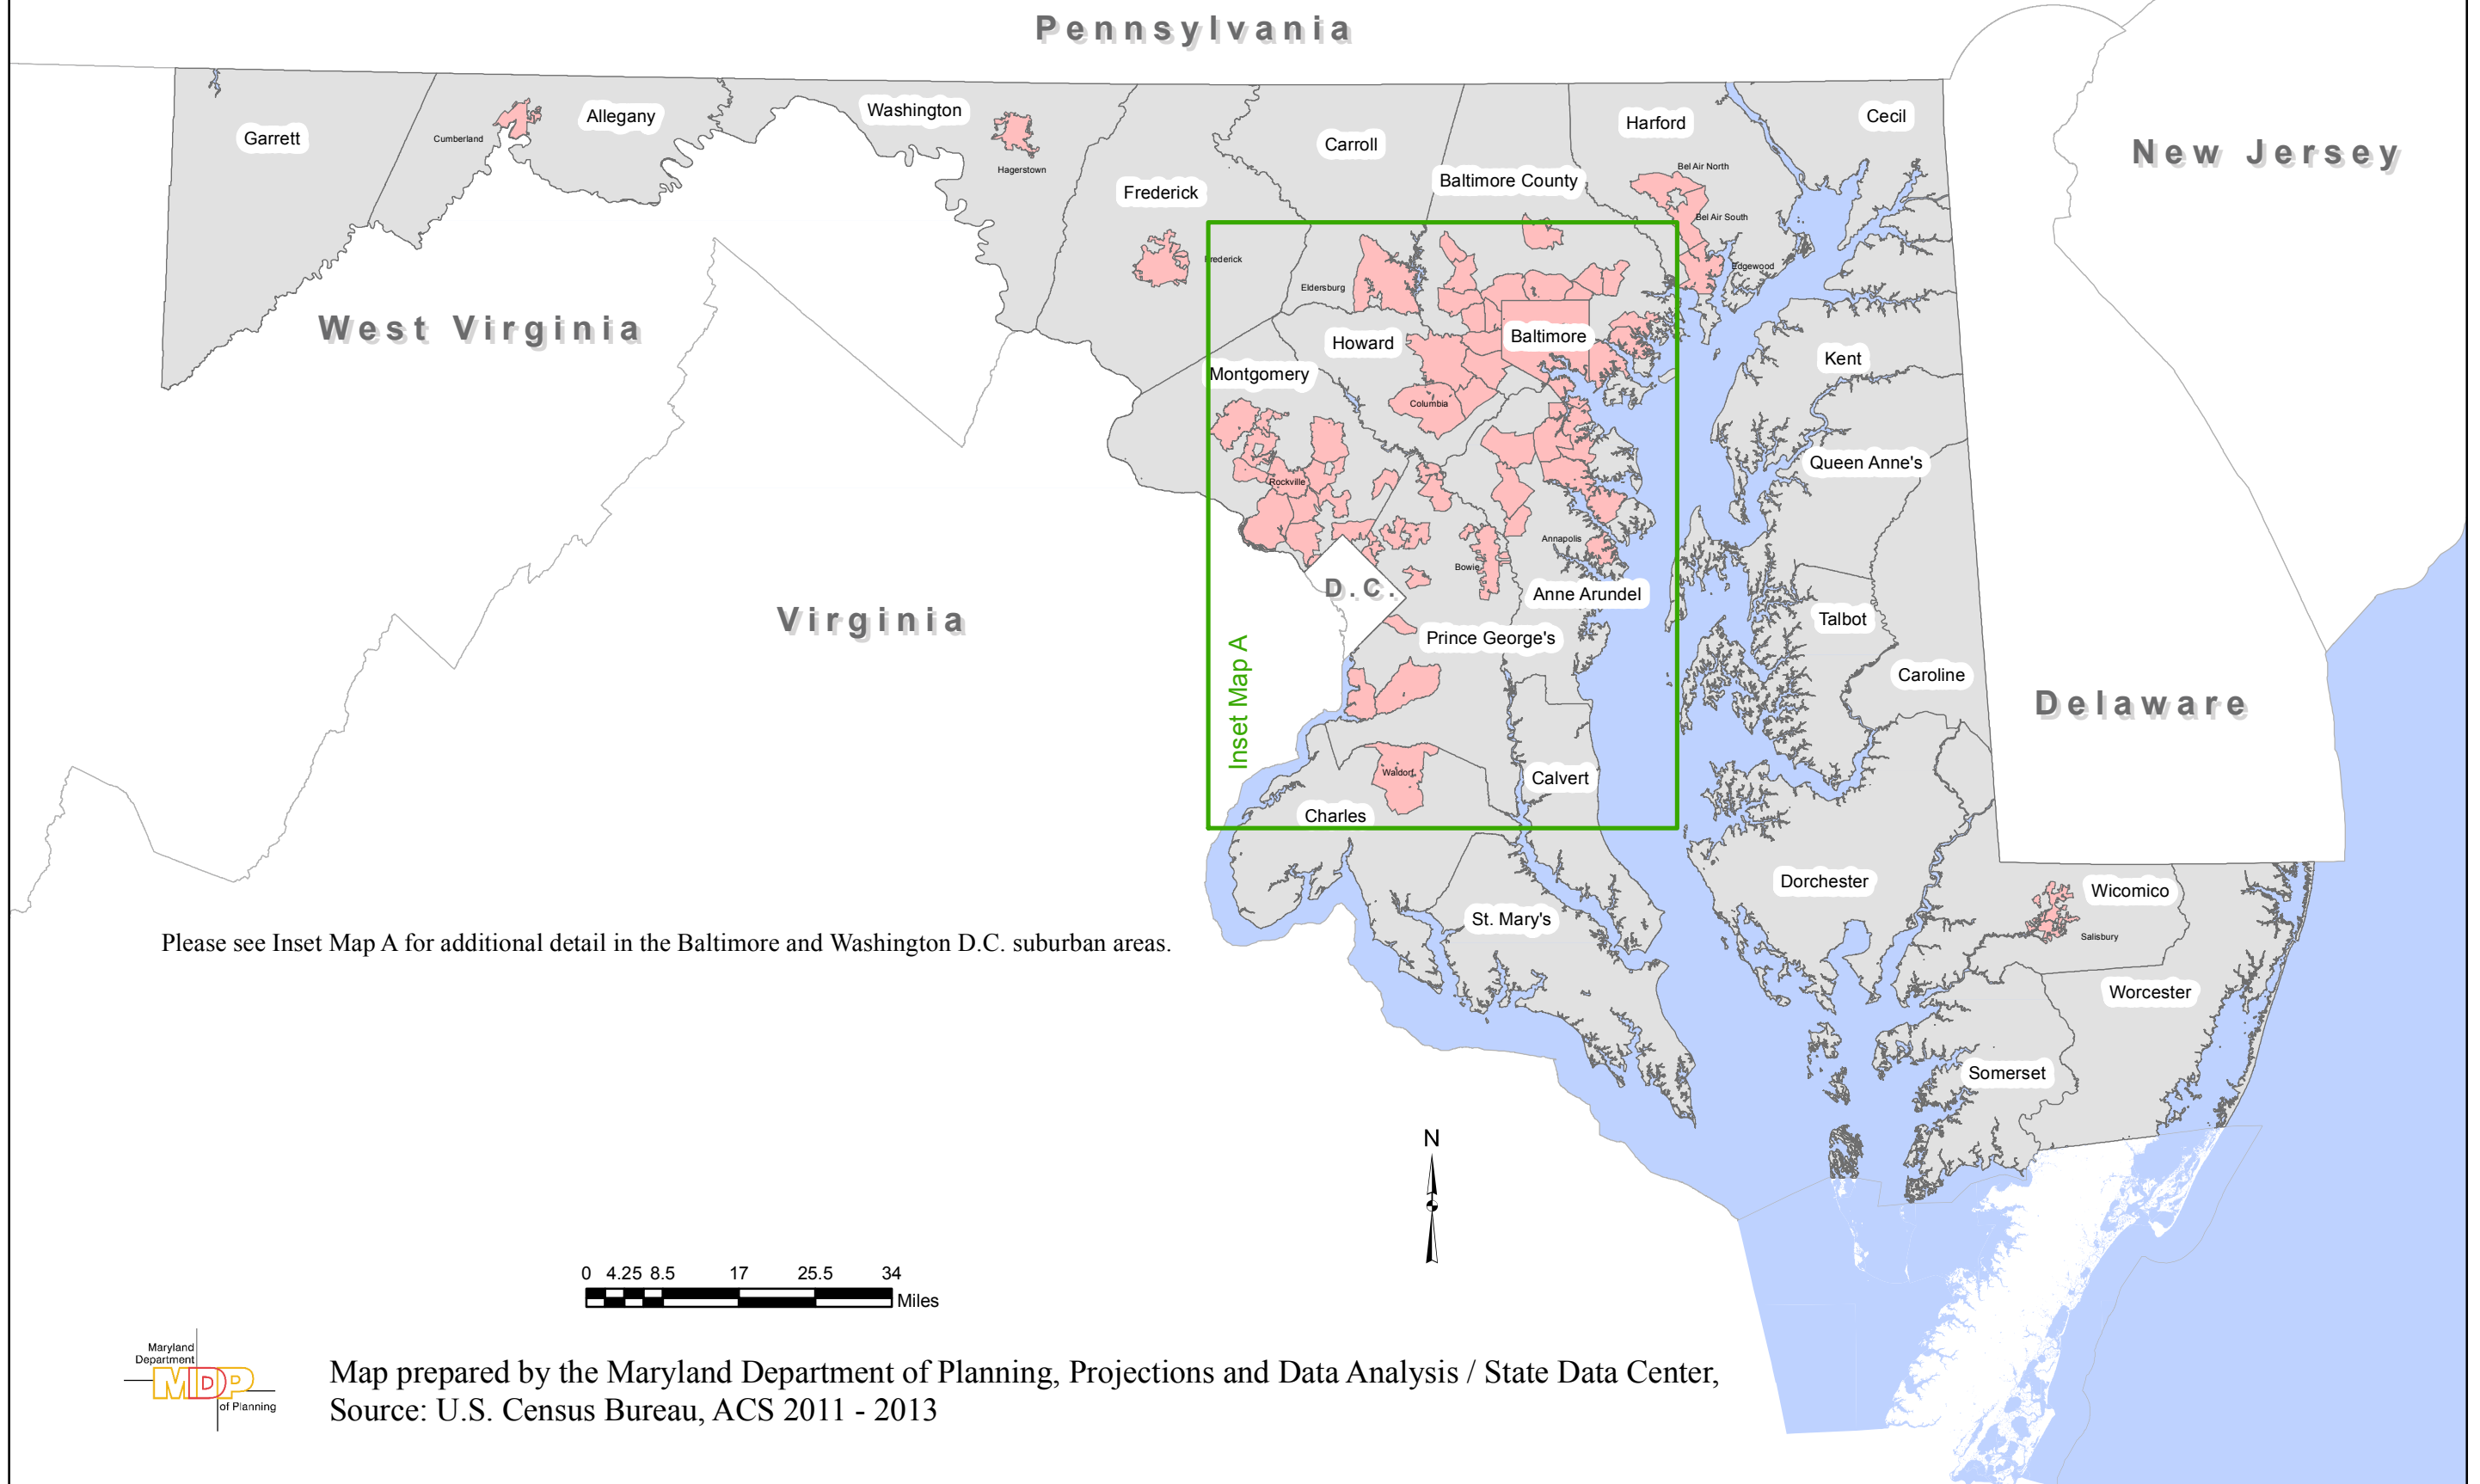 Pennsylvania
New Jersey
West Virginia
Virginia
Delaware
D.C.
Garrett
Cumberland
Allegany
Washington
Hagerstown
Frederick
Frederick
Carroll
Baltimore County
Harford
Cecil
Bel Air North
Bel Air South
Edgewood
Eldersburg
Howard
Baltimore
Montgomery
Columbia
Kent
Queen Anne's
Rockville
Annapolis
Bowie
Anne Arundel
Prince George's
Talbot
Caroline
Inset Map A
Waldorf
Calvert
Charles
St. Mary's
Dorchester
Wicomico
Salisbury
Worcester
Somerset
Please see Inset Map A for additional detail in the Baltimore and Washington D.C. suburban areas.
N
0 4.25 8.5 17 25.5 34
Miles
Maryland
Department
MDP
of Planning
Map prepared by the Maryland Department of Planning, Projections and Data Analysis / State Data Center,
Source: U.S. Census Bureau, ACS 2011 - 2013